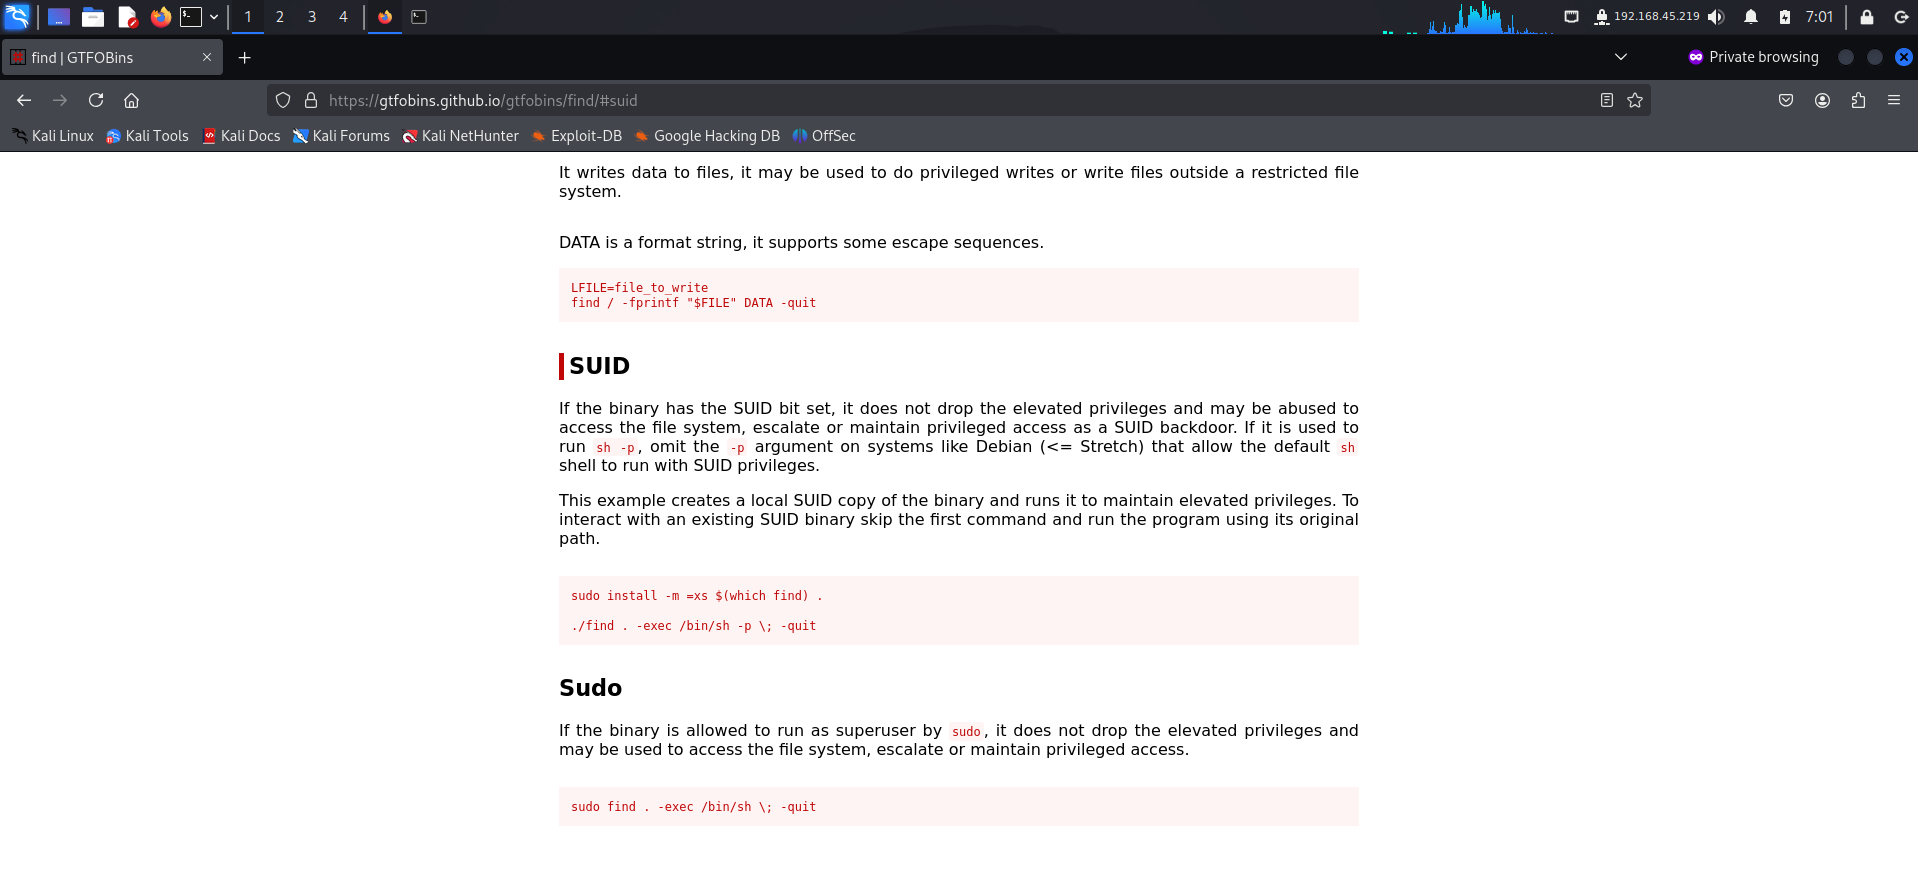 1 2 3 4 192.168.45.219 7:01
find | GTFOBins Private browsing
https://gtfobins.github.io/gtfobins/find/#suid
Kali Linux Kali Tools Kali Docs Kali Forums Kali NetHunter Exploit-DB Google Hacking DB OffSec
It writes data to files, it may be used to do privileged writes or write files outside a restricted file
system.
DATA is a format string, it supports some escape sequences.
LFILE=file_to_write
find / -fprintf "$FILE" DATA -quit
SUID
If the binary has the SUID bit set, it does not drop the elevated privileges and may be abused to
access the file system, escalate or maintain privileged access as a SUID backdoor. If it is used to
run sh -p, omit the -p argument on systems like Debian (<= Stretch) that allow the default sh
shell to run with SUID privileges.
This example creates a local SUID copy of the binary and runs it to maintain elevated privileges. To
interact with an existing SUID binary skip the first command and run the program using its original
path.
sudo install -m =xs $(which find) .
./find . -exec /bin/sh -p \; -quit
Sudo
If the binary is allowed to run as superuser by sudo, it does not drop the elevated privileges and
may be used to access the file system, escalate or maintain privileged access.
sudo find . -exec /bin/sh \; -quit